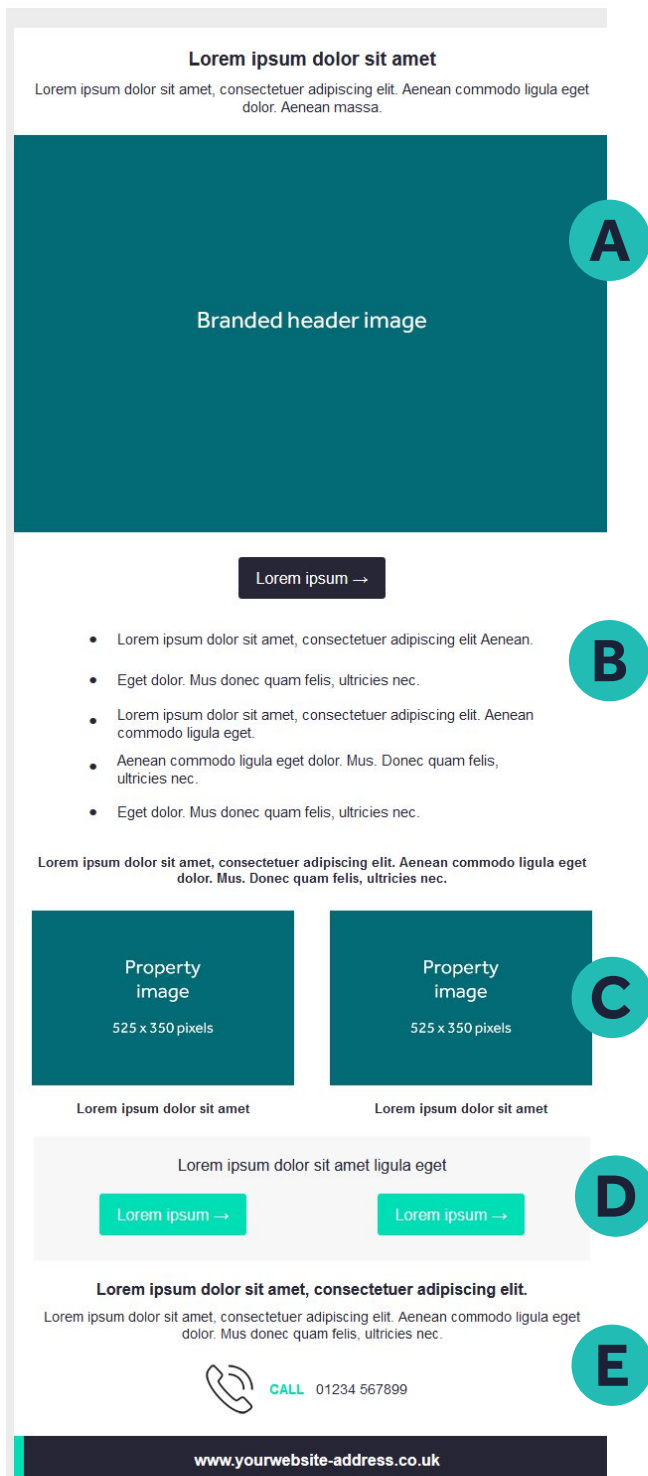 Lorem ipsum dolor sit amet
Lorem ipsum dolor sit amet, consectetuer adipiscing elit. Aenean commodo ligula eget
dolor. Aenean massa.
A
Branded header image
Lorem ipsum →
• Lorem ipsum dolor sit amet, consectetuer adipiscing elit Aenean.
B
• Eget dolor. Mus donec quam felis, ultricies nec.
• Lorem ipsum dolor sit amet, consectetuer adipiscing elit. Aenean
commodo ligula eget.
• Aenean commodo ligula eget dolor. Mus. Donec quam felis,
ultricies nec.
• Eget dolor. Mus donec quam felis, ultricies nec.
Lorem ipsum dolor sit amet, consectetuer adipiscing elit. Aenean commodo ligula eget
dolor. Mus. Donec quam felis, ultricies nec.
Property
image
525 x 350 pixels
Property
image
525 x 350 pixels
C
Lorem ipsum dolor sit amet
Lorem ipsum dolor sit amet
Lorem ipsum dolor sit amet ligula eget
D
Lorem ipsum →
Lorem ipsum →
Lorem ipsum dolor sit amet, consectetuer adipiscing elit.
Lorem ipsum dolor sit amet, consectetuer adipiscing elit. Aenean commodo ligula eget
dolor. Mus donec quam felis, ultricies nec.
E
CALL 01234 567899
www.yourwebsite-address.co.uk